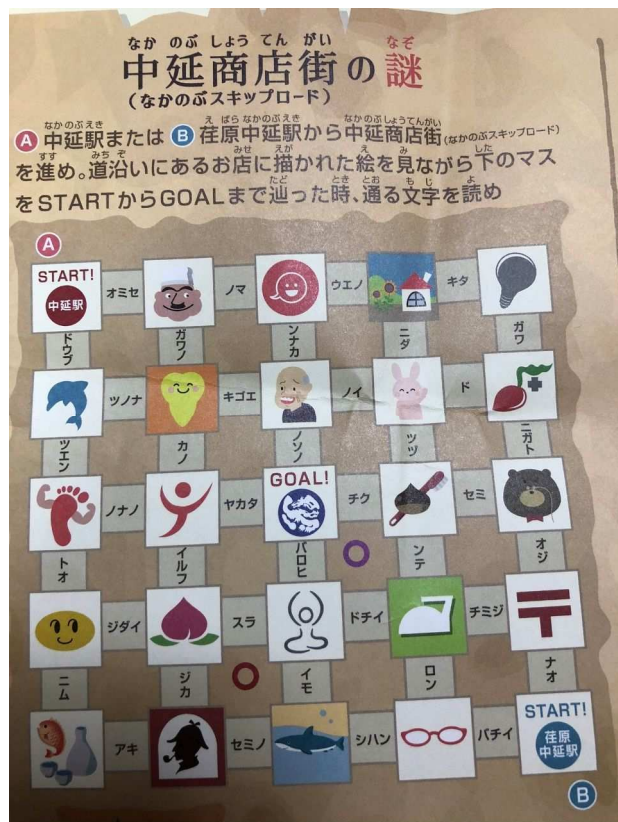 なか のぶ しょう てん がい なぞ
中延商店街の謎
(なかのぶスキップロード)
なかのぶえき えばらなかのぶえき なかのぶしょうてんがい
A 中延駅または B 荏原中延駅から中延商店街(なかのぶスキップロード)
すす みちぞ みせ えが え み した
を進め。道沿いにあるお店に描かれた絵を見ながら下のマス
たど とき とお もじ よ
をSTARTからGOALまで辿った時、通る文字を読め
A
START!
中延駅
オミセ ノマ ウエノ キタ
ドウブ ガワノ ンナカ ニダ ガワ
ツノナ キゴエ ノイ ド
ツエン カノ ノソノ ツヅ ニガト
GOAL!
ノナノ ヤカタ チク セミ
トオ イルフ バロヒ ンテ オジ
ジダイ スラ ドチイ チミジ
ニム ジカ イモ ロン ナオ
START!
荏原
中延駅
アキ セミノ シハン バチイ
B